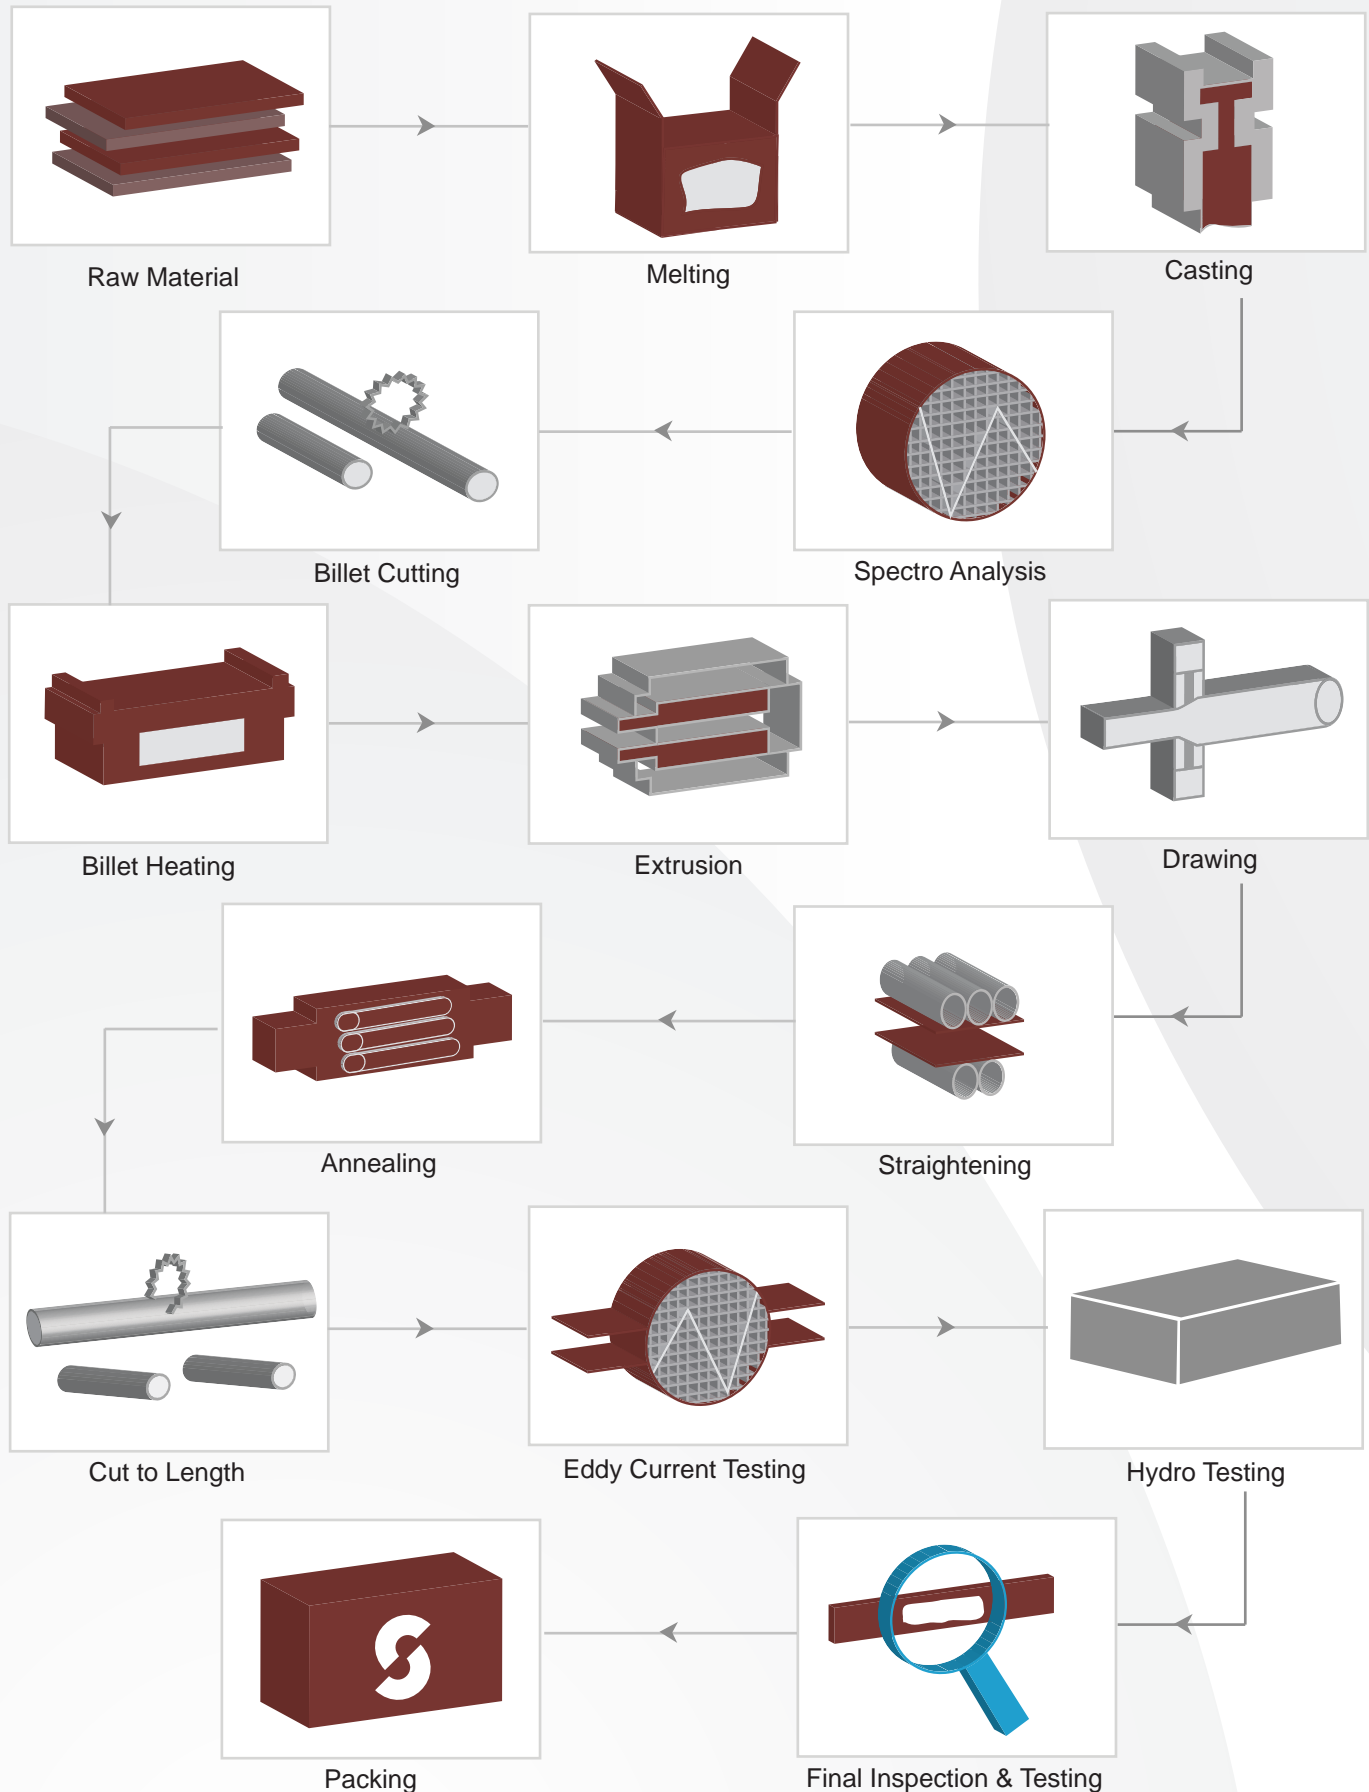 Raw Material
Melting
Casting
Billet Cutting
Spectro Analysis
Billet Heating
Extrusion
Drawing
Annealing
Straightening
Cut to Length
Eddy Current Testing
Hydro Testing
Packing
Final Inspection & Testing